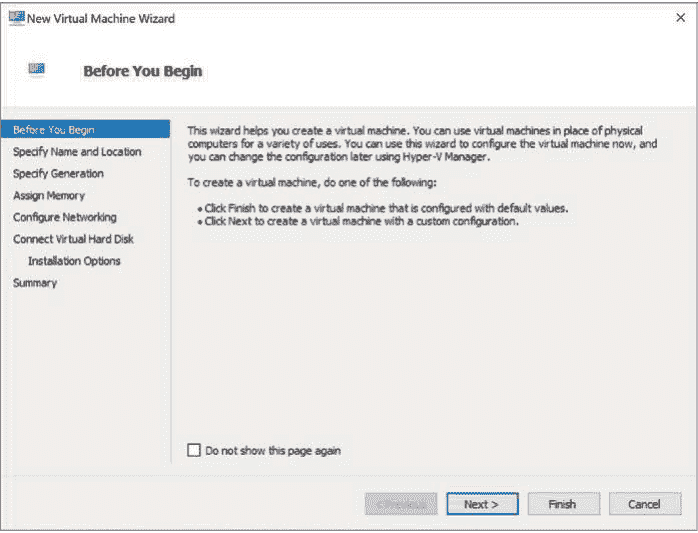 New Virtual Machine Wizard
Before You Begin
Before You Begin
Specify Name and Location
Specify Generation
Assign Memory
Configure Networking
Connect Virtual Hard Disk
Installation Options
Summary
This wizard helps you create a virtual machine. You can use virtual machines in place of physical
computers for a variety of uses. You can use this wizard to configure the virtual machine now, and
you can change the configuration later using Hyper-V Manager.
To create a virtual machine, do one of the following:
• Click Finish to create a virtual machine that is configured with default values.
• Click Next to create a virtual machine with a custom configuration.
Do not show this page again
< Previous
Next >
Finish
Cancel